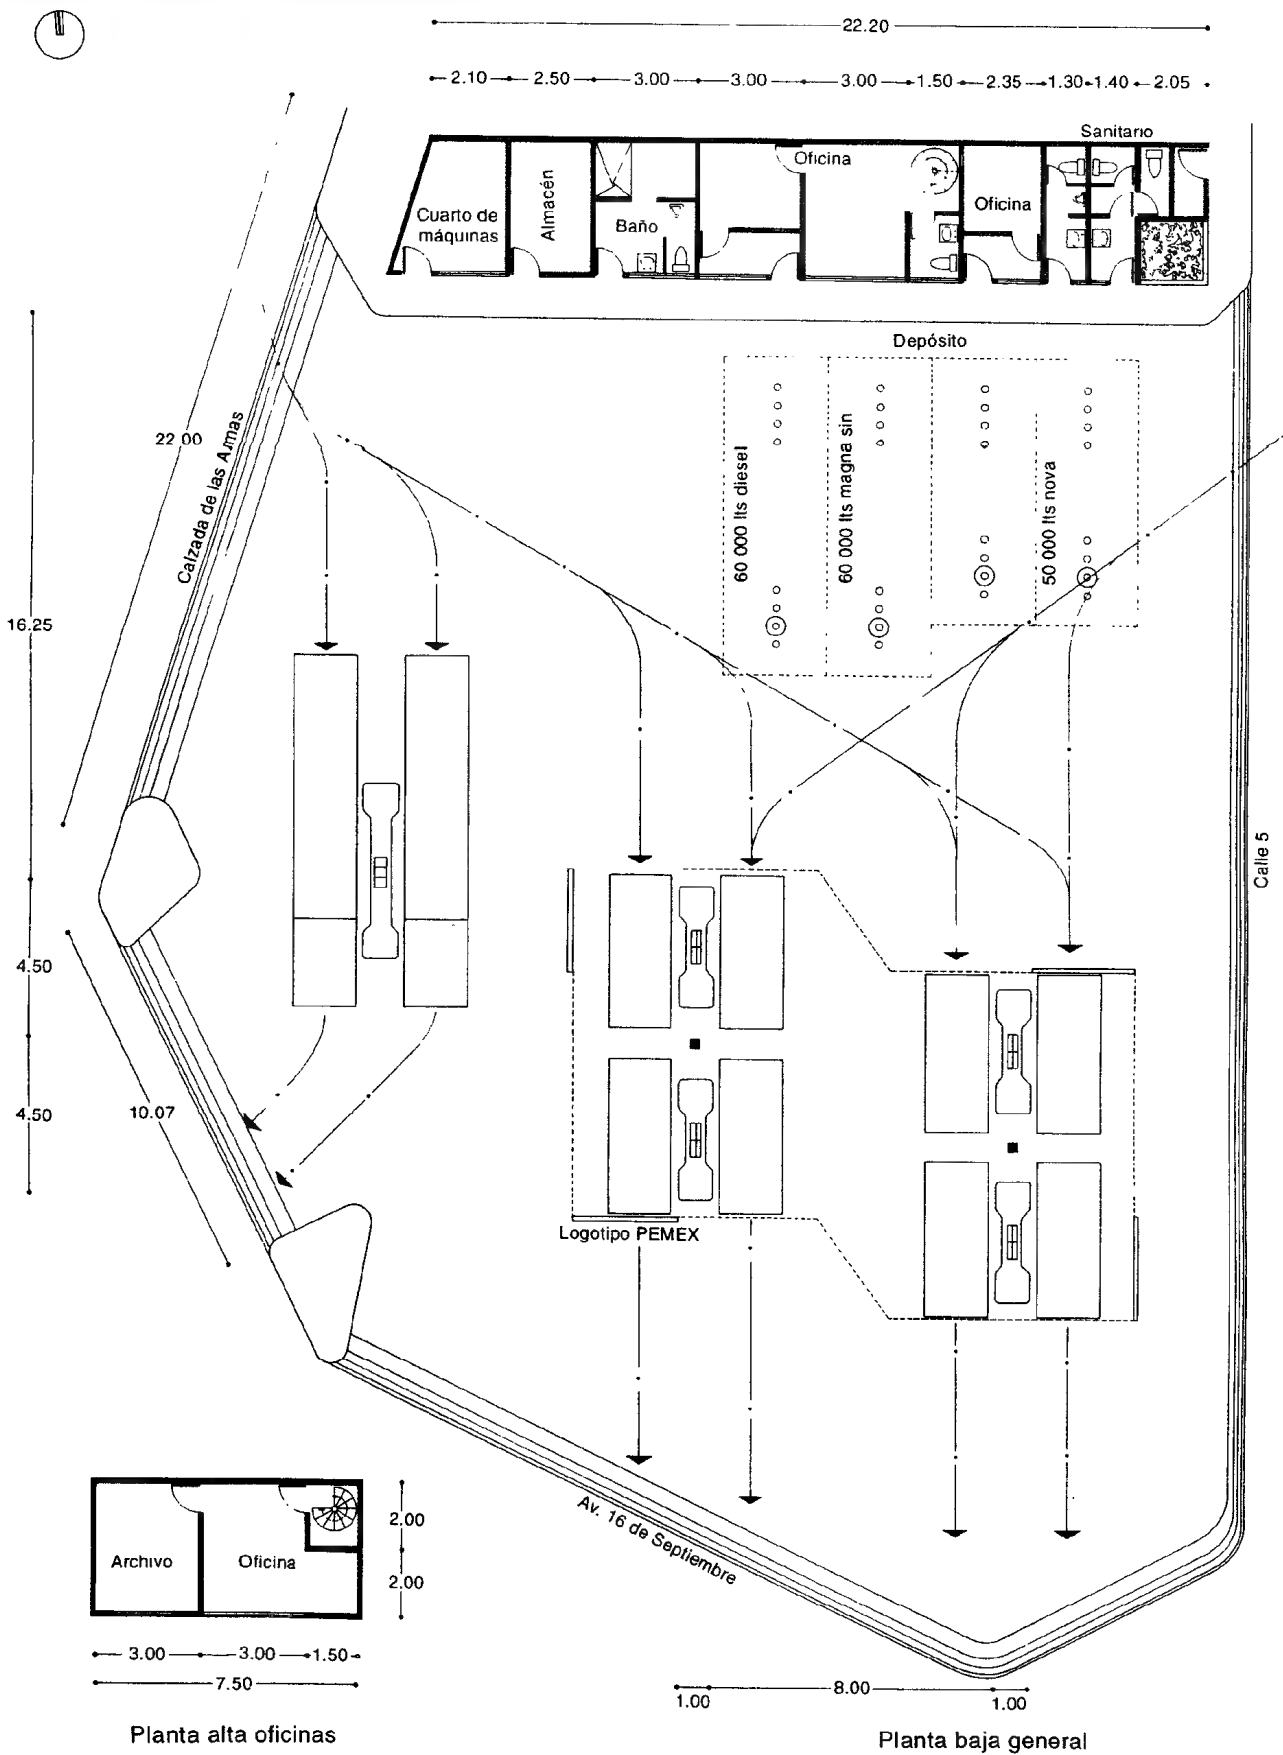 22.20
2.10 2.50 3.00 3.00 3.00 1.50 2.35 1.30 1.40 2.05
Sanitario
Oficina
Cuarto de
máquinas
Almacén
Baño
Oficina
Depósito
22 00
Calzada de las Armas
60 000 lts diesel
60 000 lts magna sin
50 000 lts nova
16.25
Calle 5
4.50
4.50
10.07
Logotipo PEMEX
Av. 16 de Septiembre
2.00
Archivo
Oficina
2.00
3.00 3.00 1.50
7.50
1.00 8.00 1.00
Planta alta oficinas
Planta baja general